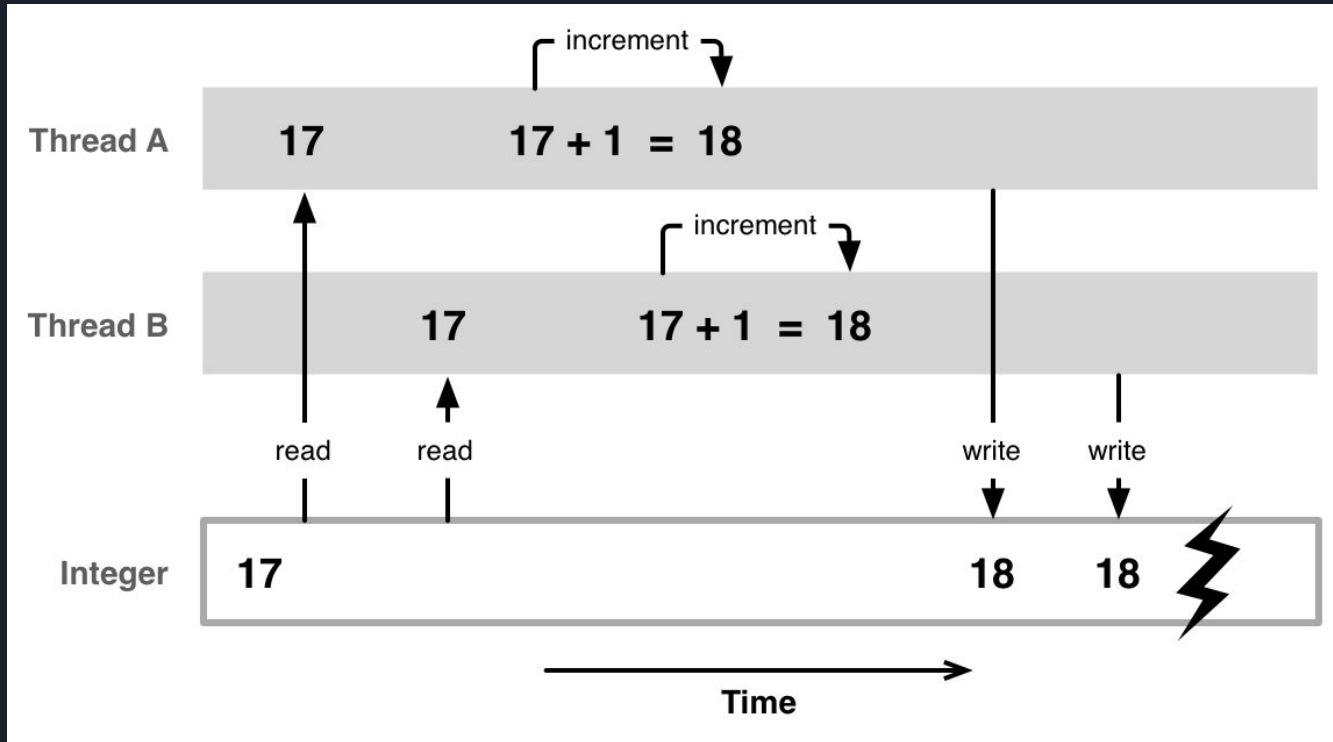 increment
Thread A 17 17 + 1 = 18
increment
Thread B 17 17 + 1 = 18
read read write write
Integer 17 18 18
Time